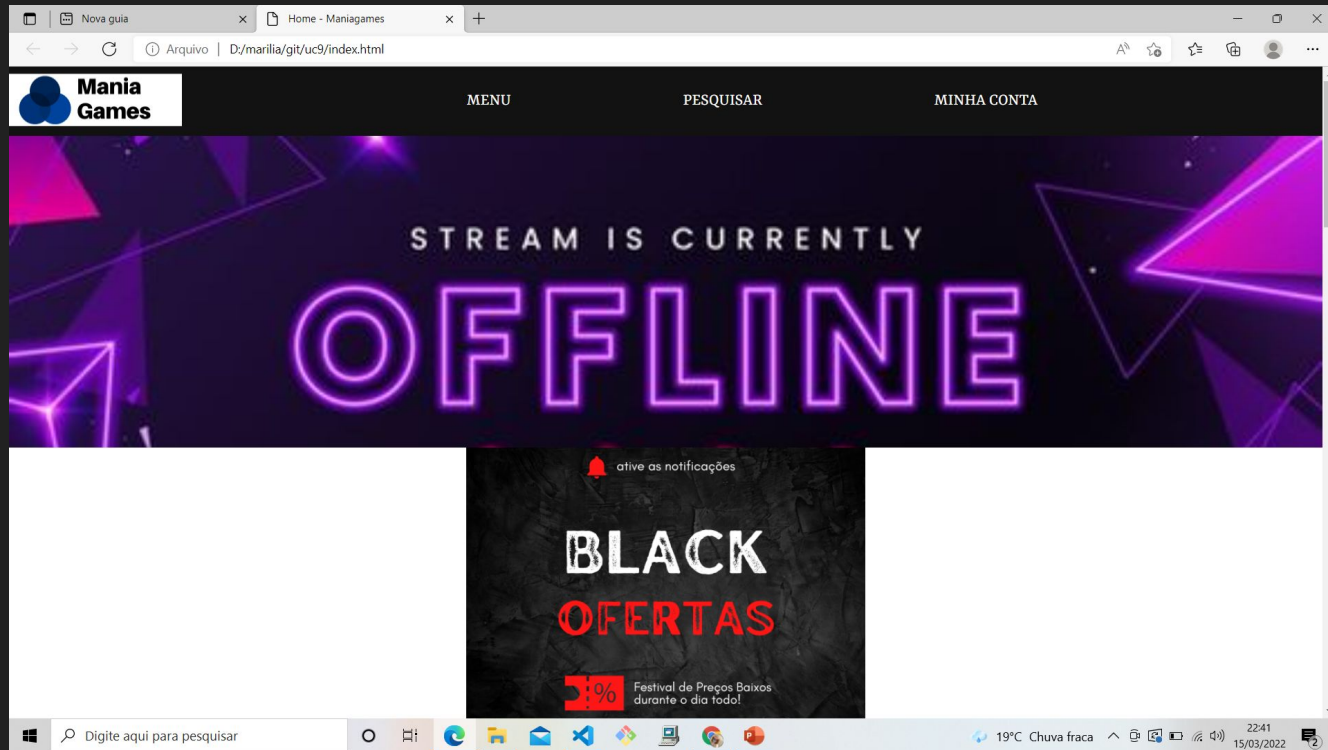 Nova guia
Home - Maniagames
Arquivo | D:/marilia/git/uc9/index.html
Mania
Games
MENU
PESQUISAR
MINHA CONTA
STREAM IS CURRENTLY
OFFLINE
ative as notificações
BLACK
OFERTAS
%
Festival de Preços Baixos
durante o dia todo!
Digite aqui para pesquisar
19°C Chuva fraca
22:41
15/03/2022
2